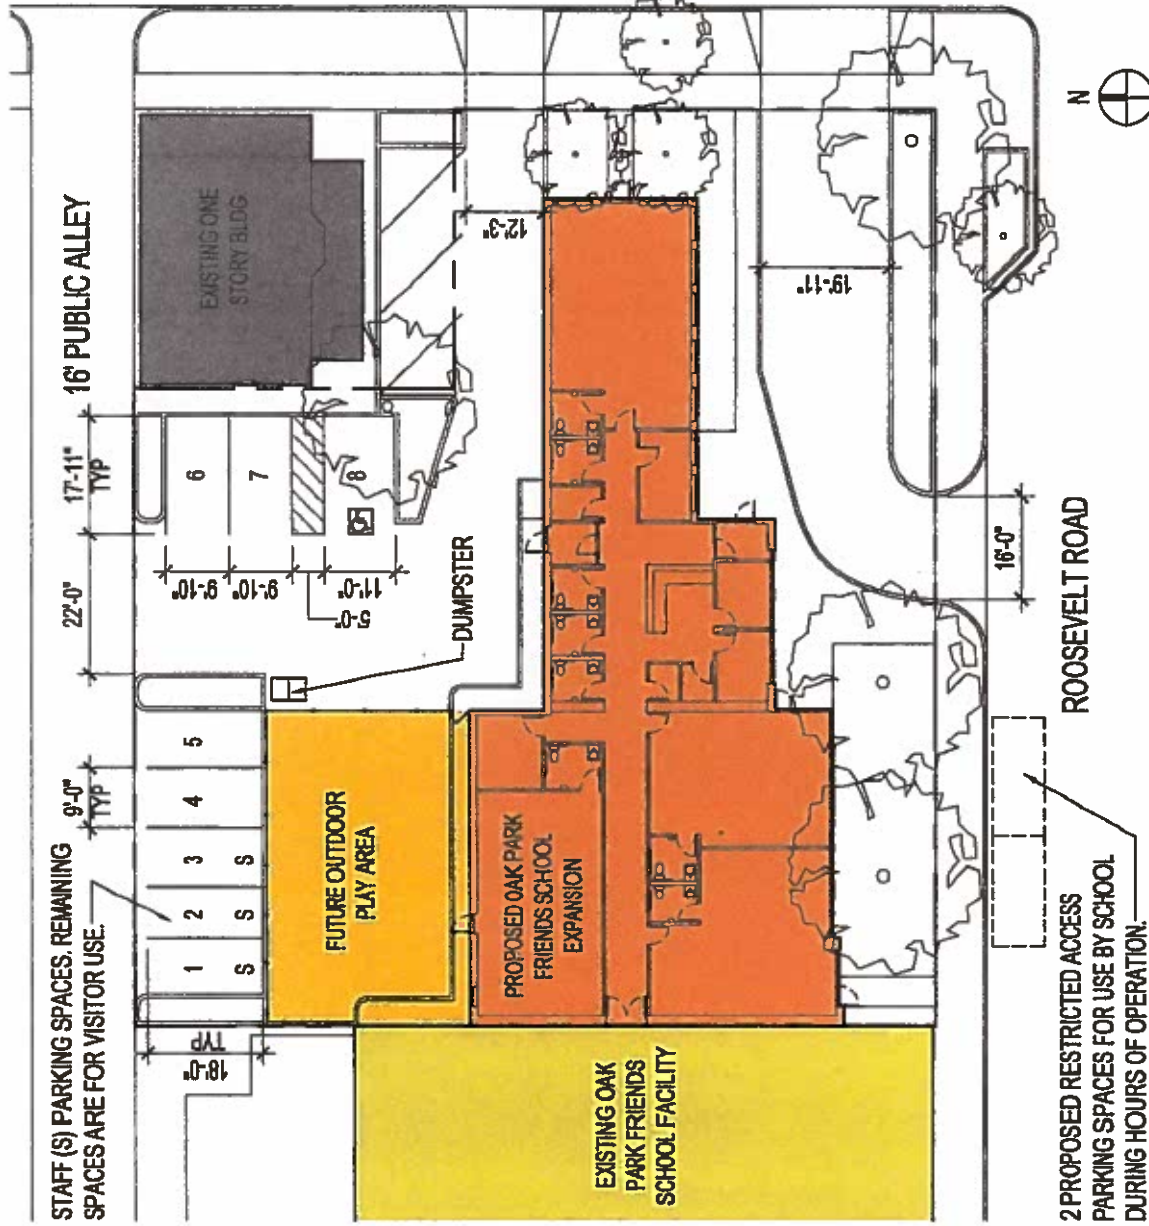 STAFF (S) PARKING SPACES. REMAINING
SPACES ARE FOR VISITOR USE.
16' PUBLIC ALLEY
9'-0"
TYP
22'-0"
17'-11"
TYP
EXISTING ONE
STORY BLDG
18'-0"
TYP
1
2
3
4
5
S
S
S
6
7
8
9'-10"
9'-10"
5'-0"
11'-0"
DUMPSTER
12'-3"
19'-11"
N
FUTURE OUTDOOR
PLAY AREA
PROPOSED OAK PARK
FRIENDS SCHOOL
EXPANSION
EXISTING OAK
PARK FRIENDS
SCHOOL FACILITY
16'-0"
ROOSEVELT ROAD
2 PROPOSED RESTRICTED ACCESS
PARKING SPACES FOR USE BY SCHOOL
DURING HOURS OF OPERATION.